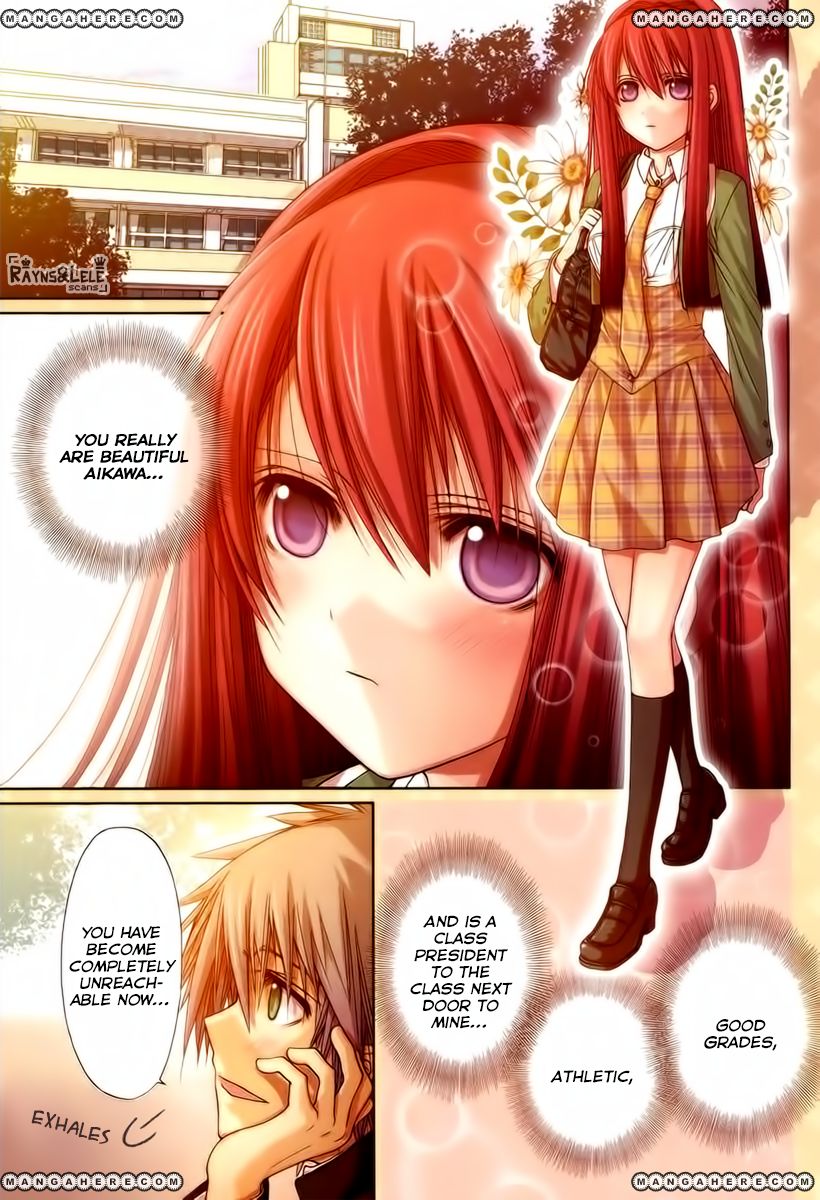 MANGAHERE.COM
MANGAHERE.COM
RAYNS&LELE
scans
YOU REALLY
ARE BEAUTIFUL
AIKAWA...
GOOD
GRADES,
ATHLETIC,
AND IS A
CLASS
PRESIDENT
TO THE
CLASS NEXT
DOOR TO
MINE...
YOU HAVE
BECOME
COMPLETELY
UNREACH-
ABLE NOW...
EXHALES
MANGAHERE.COM
MANGAHERE.COM